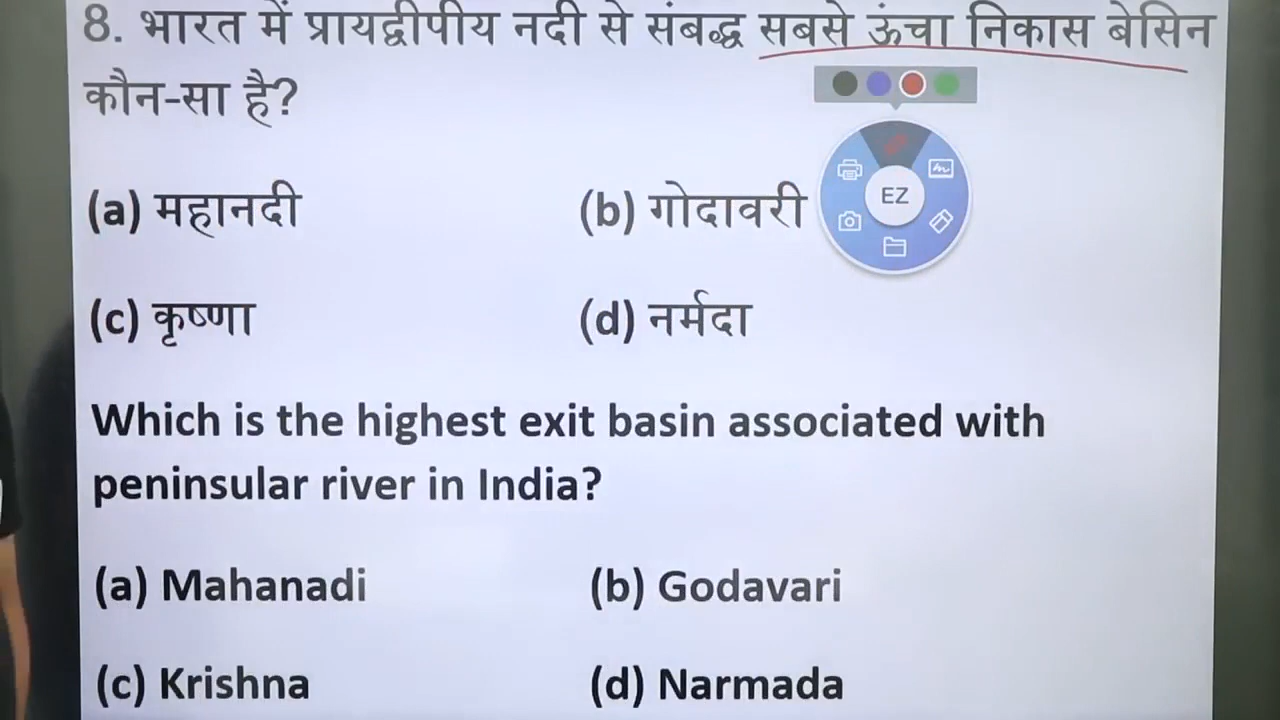 8. भारत में प्रायद्वीपीय नदी से संबद्ध सबसे ऊंचा निकास बेसिन
कौन-सा है?
(a) महानदी (b) गोदावरी
EZ
(c) कृष्णा (d) नर्मदा
Which is the highest exit basin associated with
peninsular river in India?
(a) Mahanadi (b) Godavari
(c) Krishna (d) Narmada